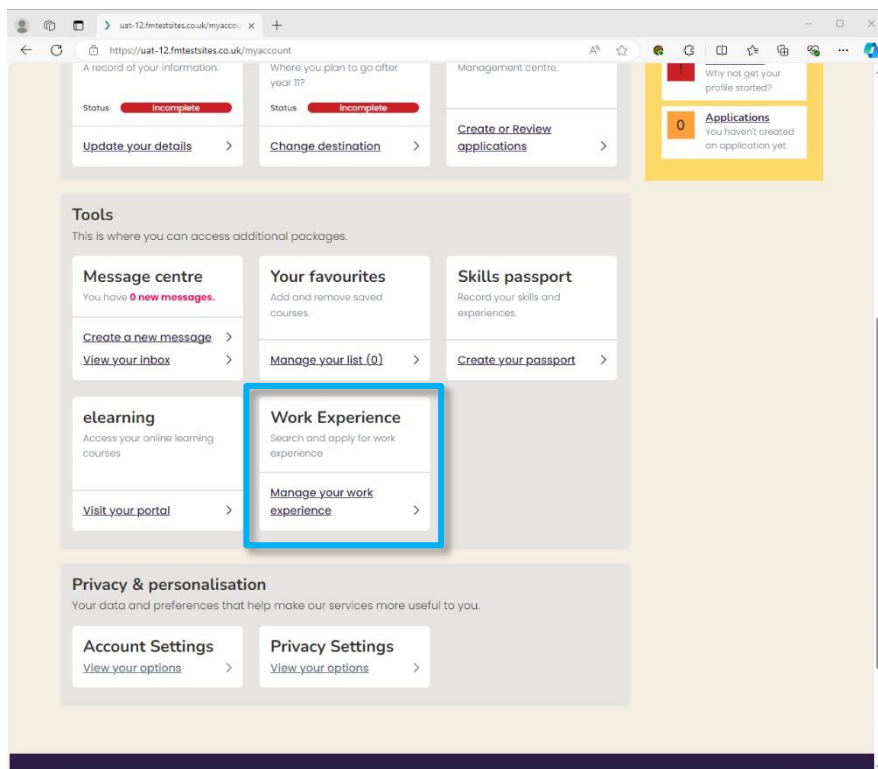 uat-12.fmtestsites.co.uk/myaccou
https://uat-12.fmtestsites.co.uk/myaccount
A record of your information.
Status Incomplete
Update your details
Where you plan to go after
year 11?
Status Incomplete
Change destination
Management centre.
Create or Review
applications
!
Why not get your
profile started?
0
Applications
You haven't created
an application yet.
Tools
This is where you can access additional packages.
Message centre
You have 0 new messages.
Create a new message
View your inbox
Your favourites
Add and remove saved
courses.
Manage your list (0)
Skills passport
Record your skills and
experiences.
Create your passport
elearning
Access your online learning
courses
Visit your portal
Work Experience
Search and apply for work
experience
Manage your work
experience
Privacy & personalisation
Your data and preferences that help make our services more useful to you.
Account Settings
View your options
Privacy Settings
View your options